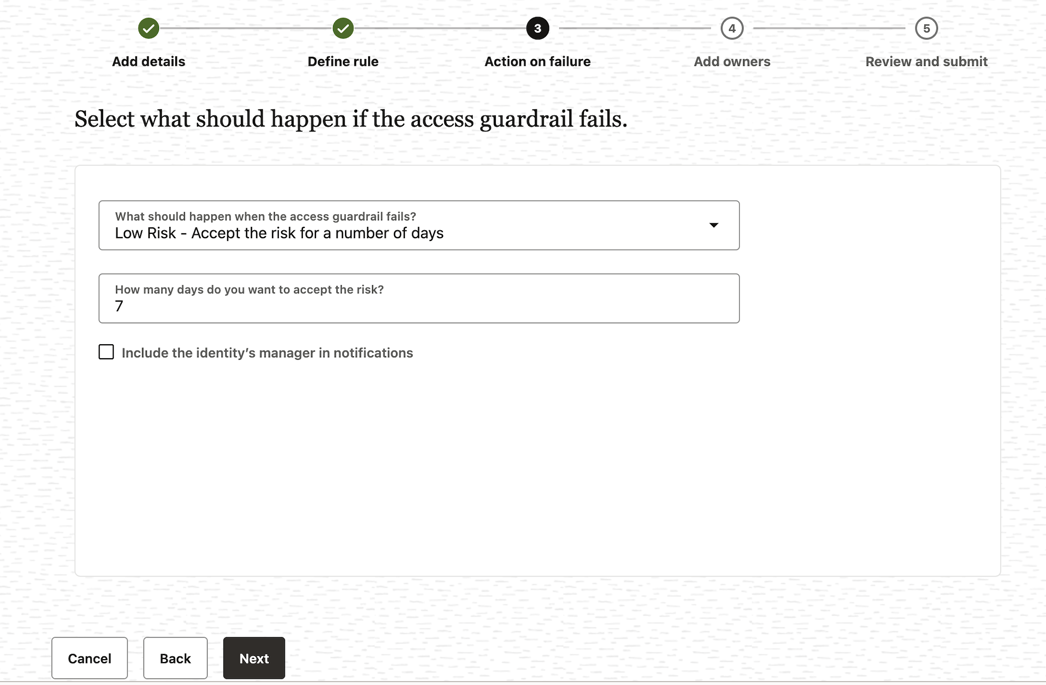 3
4
5
Add details
Define rule
Action on failure
Add owners
Review and submit
Select what should happen if the access guardrail fails.
What should happen when the access guardrail fails?
Low Risk - Accept the risk for a number of days
How many days do you want to accept the risk?
7
Include the identity’s manager in notifications
Cancel
Back
Next